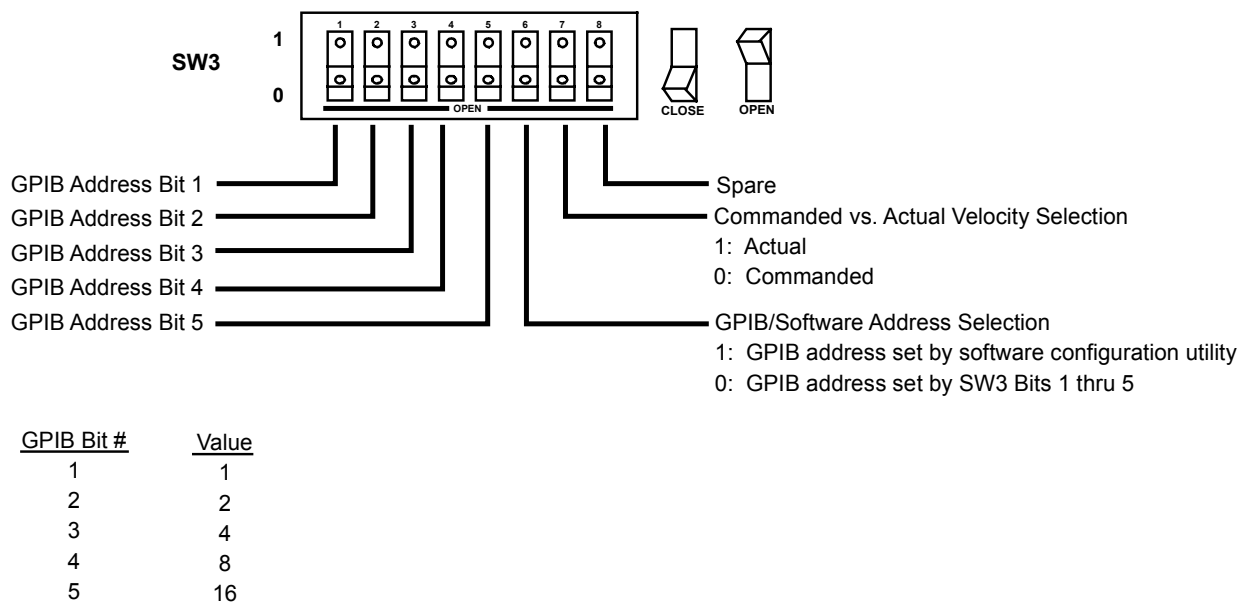 1 2 3 4 5 6 7 8
1
SW3
0
OPEN
CLOSE OPEN
GPIB Address Bit 1
GPIB Address Bit 2
GPIB Address Bit 3
GPIB Address Bit 4
GPIB Address Bit 5
Spare
Commanded vs. Actual Velocity Selection
1: Actual
0: Commanded
GPIB/Software Address Selection
1: GPIB address set by software configuration utility
0: GPIB address set by SW3 Bits 1 thru 5
GPIB Bit # Value
1 1
2 2
3 4
4 8
5 16